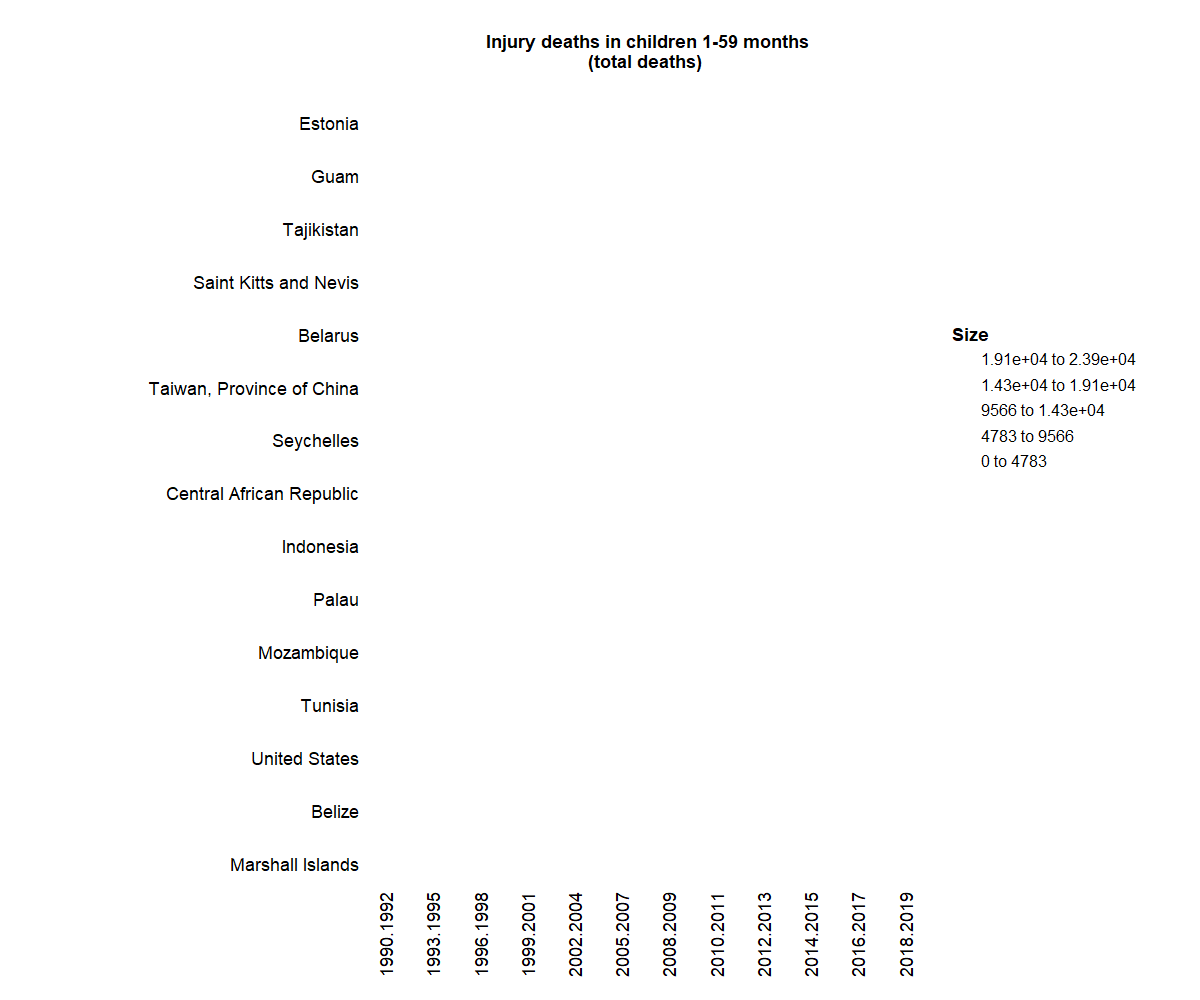 Injury deaths in children 1-59 months
(total deaths)
Estonia
Guam
Tajikistan
Saint Kitts and Nevis
Belarus
Taiwan, Province of China
Seychelles
Central African Republic
Indonesia
Palau
Mozambique
Tunisia
United States
Belize
Marshall Islands
Size
1.91e+04 to 2.39e+04
1.43e+04 to 1.91e+04
9566 to 1.43e+04
4783 to 9566
0 to 4783
1990.1992
1993.1995
1996.1998
1999.2001
2002.2004
2005.2007
2008.2009
2010.2011
2012.2013
2014.2015
2016.2017
2018.2019